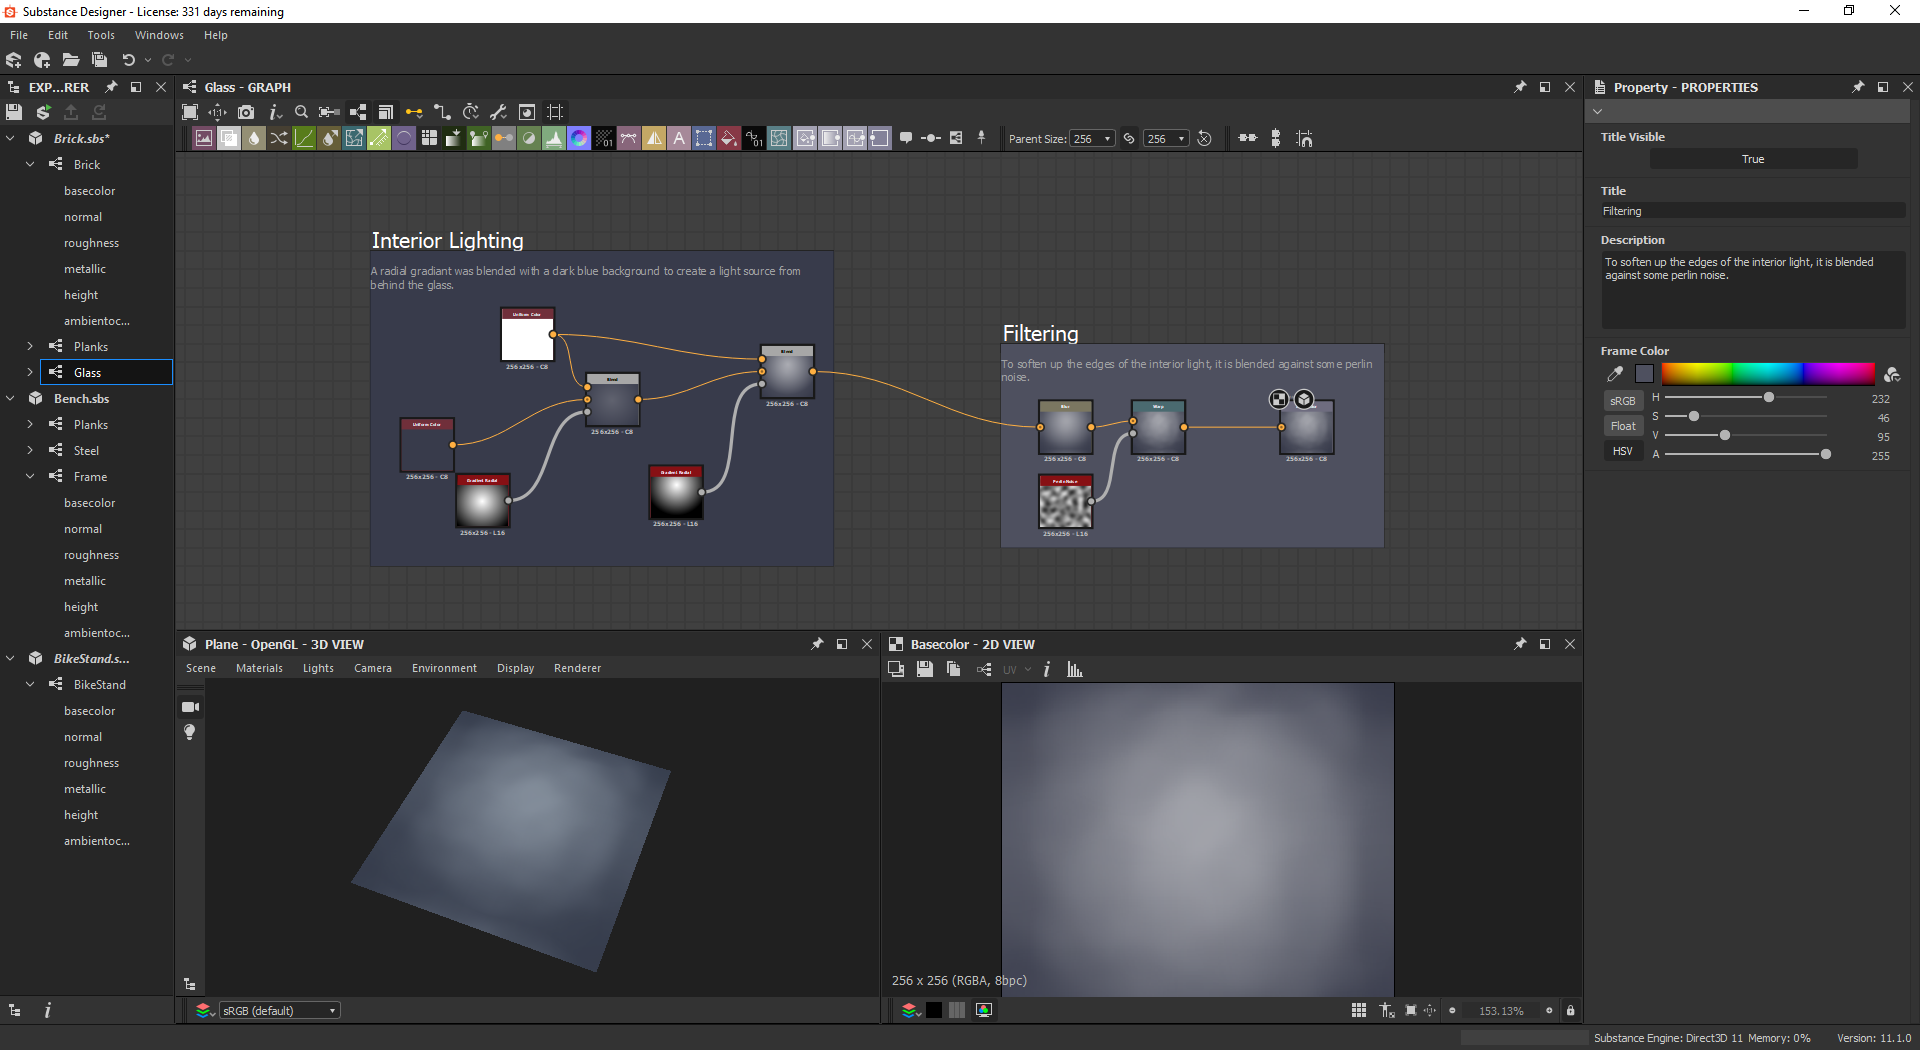 Substance Designer - License: 331 days remaining
File Edit Tools Windows Help
EXP...RER
Brick.sbs*
Brick
basecolor
normal
roughness
metallic
height
ambientoc...
Planks
Glass
Bench.sbs
Planks
Steel
Frame
basecolor
normal
roughness
metallic
height
ambientoc...
BikeStand.s...
BikeStand
basecolor
normal
roughness
metallic
height
ambientoc...
Glass - GRAPH
Parent Size: 256 256
Interior Lighting
A radial gradiant was blended with a dark blue background to create a light source from
behind the glass.
Uniform Color
256x256 - C8
Blend
256x256 - C8
Blend
256x256 - C8
Uniform Color
256x256 - C8
Gradient Radial
256x256 - L16
Gradient Radial
256x256 - L16
Filtering
To soften up the edges of the interior light, it is blended against some perlin
noise.
Blur
256x256 - C8
Warp
256x256 - C8
256x256 - C8
Perlin Noise
256x256 - L16
Plane - OpenGL - 3D VIEW
Scene Materials Lights Camera Environment Display Renderer
sRGB (default)
Basecolor - 2D VIEW
UV
256 x 256 (RGBA, 8bpc)
153.13%
Property - PROPERTIES
Title Visible
True
Title
Filtering
Description
To soften up the edges of the interior light, it is blended
against some perlin noise.
Frame Color
sRGB
Float
HSV
H 232
S 46
V 95
A 255
Substance Engine: Direct3D 11 Memory: 0% Version: 11.1.0